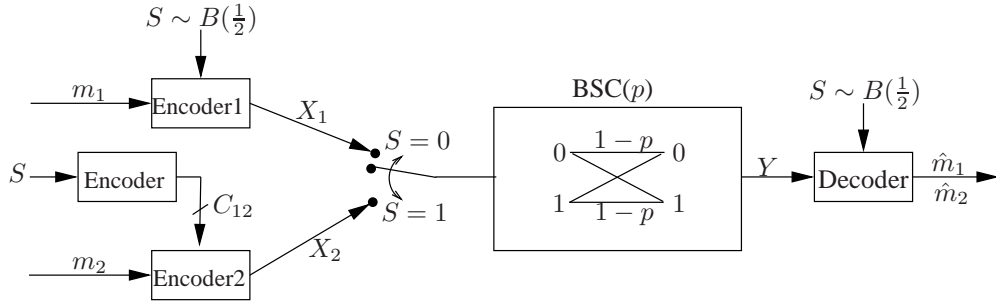 S ∼ B(1/2)
m₁
Encoder1
X₁
S = 0
S
Encoder
C₁₂
S = 1
X₂
m₂
Encoder2
BSC(p)
1 − p
0 0
1 1
1 − p
Y
S ∼ B(1/2)
Decoder
m̂₁
m̂₂